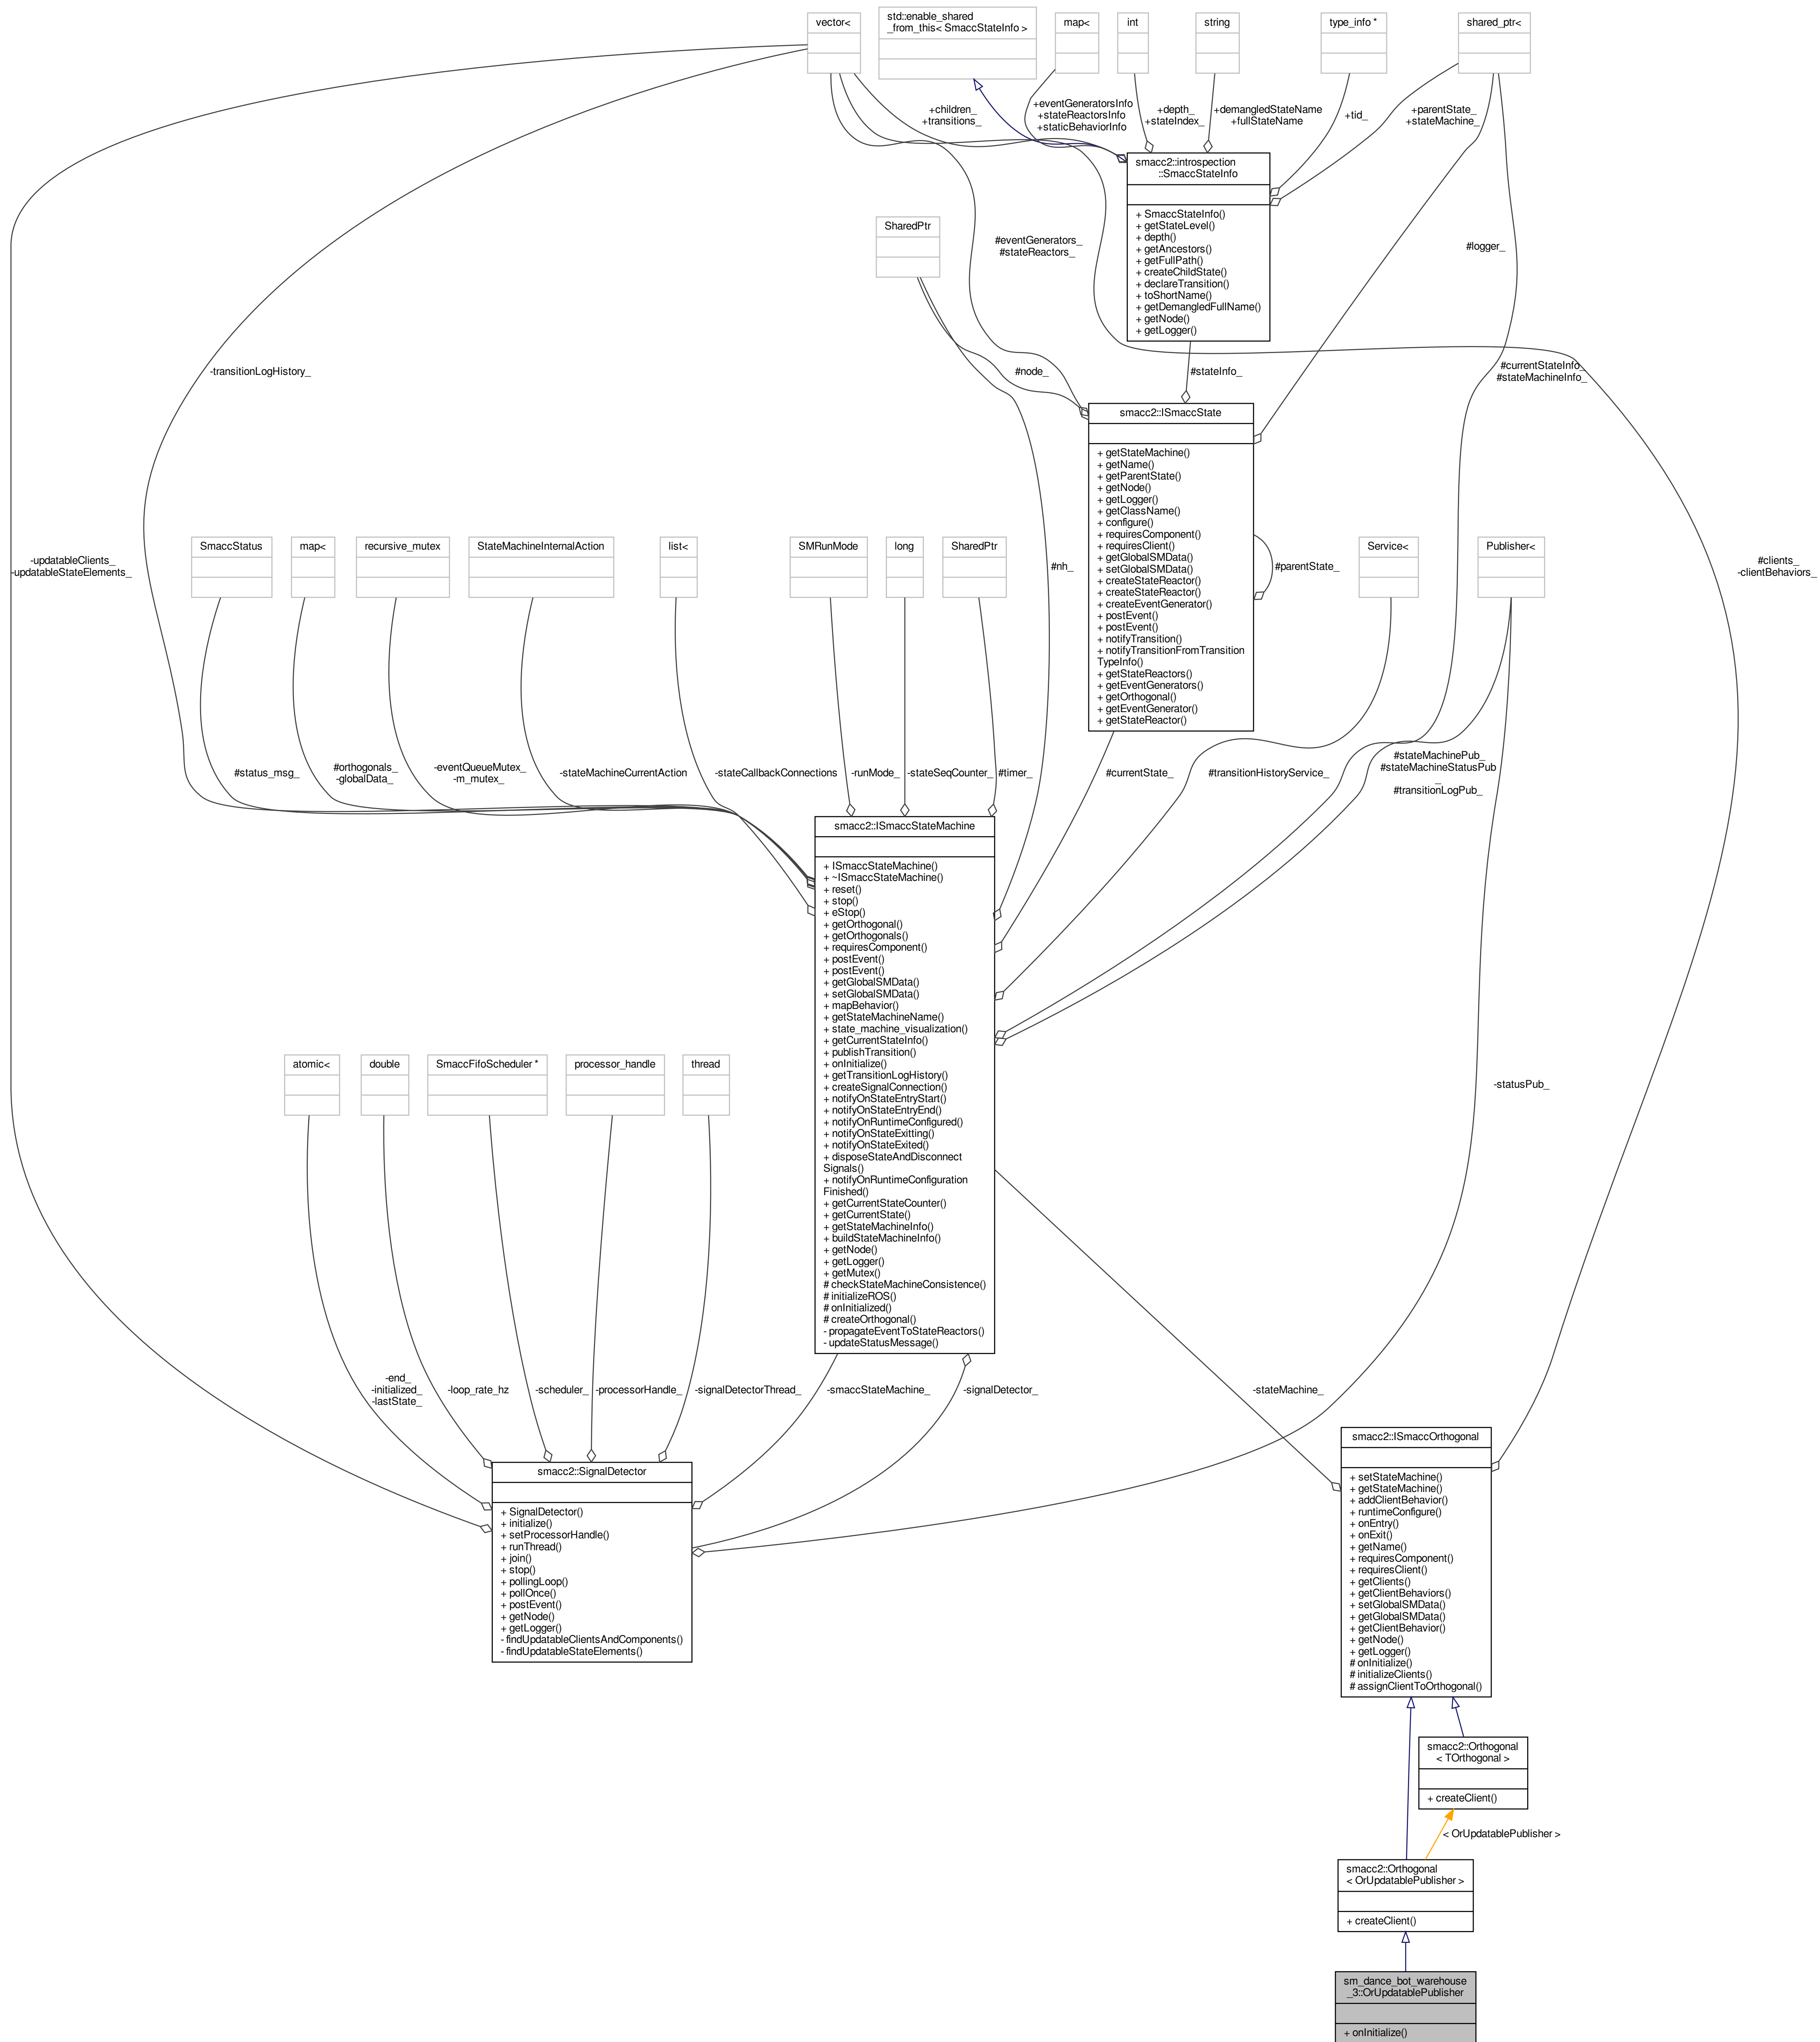 vector<
std::enable_shared
_from_this< SmaccStateInfo >
map<
int
string
type_info *
shared_ptr<
+children_
+transitions_
+eventGeneratorsInfo
+stateReactorsInfo
+staticBehaviorInfo
+depth_
+stateIndex_
+demangledStateName
+fullStateName
+tid_
+parentState_
+stateMachine_
smacc2::introspection
::SmaccStateInfo
+ SmaccStateInfo()
+ getStateLevel()
+ depth()
+ getAncestors()
+ getFullPath()
+ createChildState()
+ declareTransition()
+ toShortName()
+ getDemangledFullName()
+ getNode()
+ getLogger()
SharedPtr
#eventGenerators_
#stateReactors_
#logger_
-transitionLogHistory_
#node_
#stateInfo_
#currentStateInfo_
#stateMachineInfo_
smacc2::ISmaccState
+ getStateMachine()
+ getName()
+ getParentState()
+ getNode()
+ getLogger()
+ getClassName()
+ configure()
+ requiresComponent()
+ requiresClient()
+ getGlobalSMData()
+ setGlobalSMData()
+ createStateReactor()
+ createStateReactor()
+ createEventGenerator()
+ postEvent()
+ postEvent()
+ notifyTransition()
+ notifyTransitionFromTransition
TypeInfo()
+ getStateReactors()
+ getEventGenerators()
+ getOrthogonal()
+ getEventGenerator()
+ getStateReactor()
#parentState_
-updatableClients_
-updatableStateElements_
SmaccStatus
map<
recursive_mutex
StateMachineInternalAction
list<
SMRunMode
long
SharedPtr
#nh_
Service<
Publisher<
#clients_
-clientBehaviors_
#status_msg_
#orthogonals_
-globalData_
-eventQueueMutex_
-m_mutex_
-stateMachineCurrentAction
-stateCallbackConnections
-runMode_
-stateSeqCounter_
#timer_
#currentState_
#transitionHistoryService_
#stateMachinePub_
#stateMachineStatusPub
_
#transitionLogPub_
smacc2::ISmaccStateMachine
+ ISmaccStateMachine()
+ ~ISmaccStateMachine()
+ reset()
+ stop()
+ eStop()
+ getOrthogonal()
+ getOrthogonals()
+ requiresComponent()
+ postEvent()
+ postEvent()
+ getGlobalSMData()
+ setGlobalSMData()
+ mapBehavior()
+ getStateMachineName()
+ state_machine_visualization()
+ getCurrentStateInfo()
+ publishTransition()
+ onInitialize()
+ getTransitionLogHistory()
+ createSignalConnection()
+ notifyOnStateEntryStart()
+ notifyOnStateEntryEnd()
+ notifyOnRuntimeConfigured()
+ notifyOnStateExitting()
+ notifyOnStateExited()
+ disposeStateAndDisconnect
Signals()
+ notifyOnRuntimeConfiguration
Finished()
+ getCurrentStateCounter()
+ getCurrentState()
+ getStateMachineInfo()
+ buildStateMachineInfo()
+ getNode()
+ getLogger()
+ getMutex()
# checkStateMachineConsistence()
# initializeROS()
# onInitialized()
# createOrthogonal()
- propagateEventToStateReactors()
- updateStatusMessage()
atomic<
double
SmaccFifoScheduler *
processor_handle
thread
-statusPub_
-end_
-initialized_
-lastState_
-loop_rate_hz
-scheduler_
-processorHandle_
-signalDetectorThread_
-smaccStateMachine_
-signalDetector_
-stateMachine_
smacc2::SignalDetector
+ SignalDetector()
+ initialize()
+ setProcessorHandle()
+ runThread()
+ join()
+ stop()
+ pollingLoop()
+ pollOnce()
+ postEvent()
+ getNode()
+ getLogger()
- findUpdatableClientsAndComponents()
- findUpdatableStateElements()
smacc2::ISmaccOrthogonal
+ setStateMachine()
+ getStateMachine()
+ addClientBehavior()
+ runtimeConfigure()
+ onEntry()
+ onExit()
+ getName()
+ requiresComponent()
+ requiresClient()
+ getClients()
+ getClientBehaviors()
+ setGlobalSMData()
+ getGlobalSMData()
+ getClientBehavior()
+ getNode()
+ getLogger()
# onInitialize()
# initializeClients()
# assignClientToOrthogonal()
smacc2::Orthogonal
< TOrthogonal >
+ createClient()
< OrUpdatablePublisher >
smacc2::Orthogonal
< OrUpdatablePublisher >
+ createClient()
sm_dance_bot_warehouse
_3::OrUpdatablePublisher
+ onInitialize()